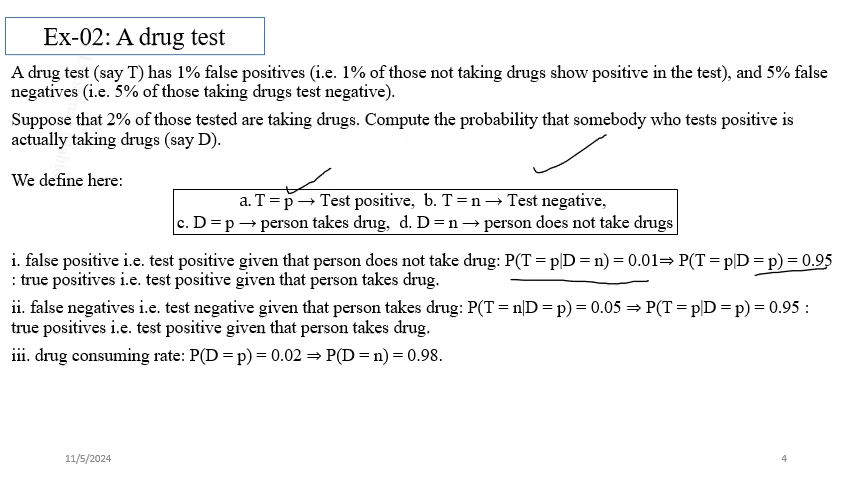 Ex-02: A drug test
A drug test (say T) has 1% false positives (i.e. 1% of those not taking drugs show positive in the test), and 5% false
negatives (i.e. 5% of those taking drugs test negative).
Suppose that 2% of those tested are taking drugs. Compute the probability that somebody who tests positive is
actually taking drugs (say D).
We define here:
a. T = p → Test positive, b. T = n → Test negative,
c. D = p → person takes drug, d. D = n → person does not take drugs
i. false positive i.e. test positive given that person does not take drug: P(T = p|D = n) = 0.01⇒ P(T = p|D = p) = 0.95
: true positives i.e. test positive given that person takes drug.
ii. false negatives i.e. test negative given that person takes drug: P(T = n|D = p) = 0.05 ⇒ P(T = p|D = p) = 0.95 :
true positives i.e. test positive given that person takes drug.
iii. drug consuming rate: P(D = p) = 0.02 ⇒ P(D = n) = 0.98.
11/5/2024
4